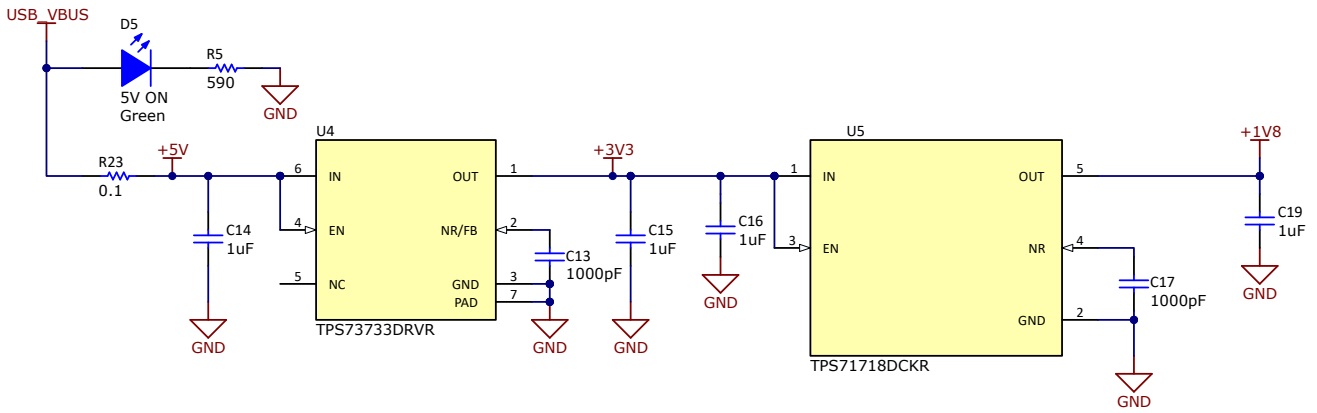 USB_VBUS
D5
R5
590
5V ON
Green
GND
U4
U5
+1V8
R23
0.1
+5V
+3V3
6
IN
OUT
1
1
IN
OUT
5
C14
1uF
4
EN
NR/FB
2
C15
1uF
C16
1uF
3
EN
NR
4
C19
1uF
C13
1000pF
5
NC
GND
3
PAD
7
C17
1000pF
GND
GND
GND
2
TPS73733DRVR
GND
GND
GND
TPS71718DCKR
GND